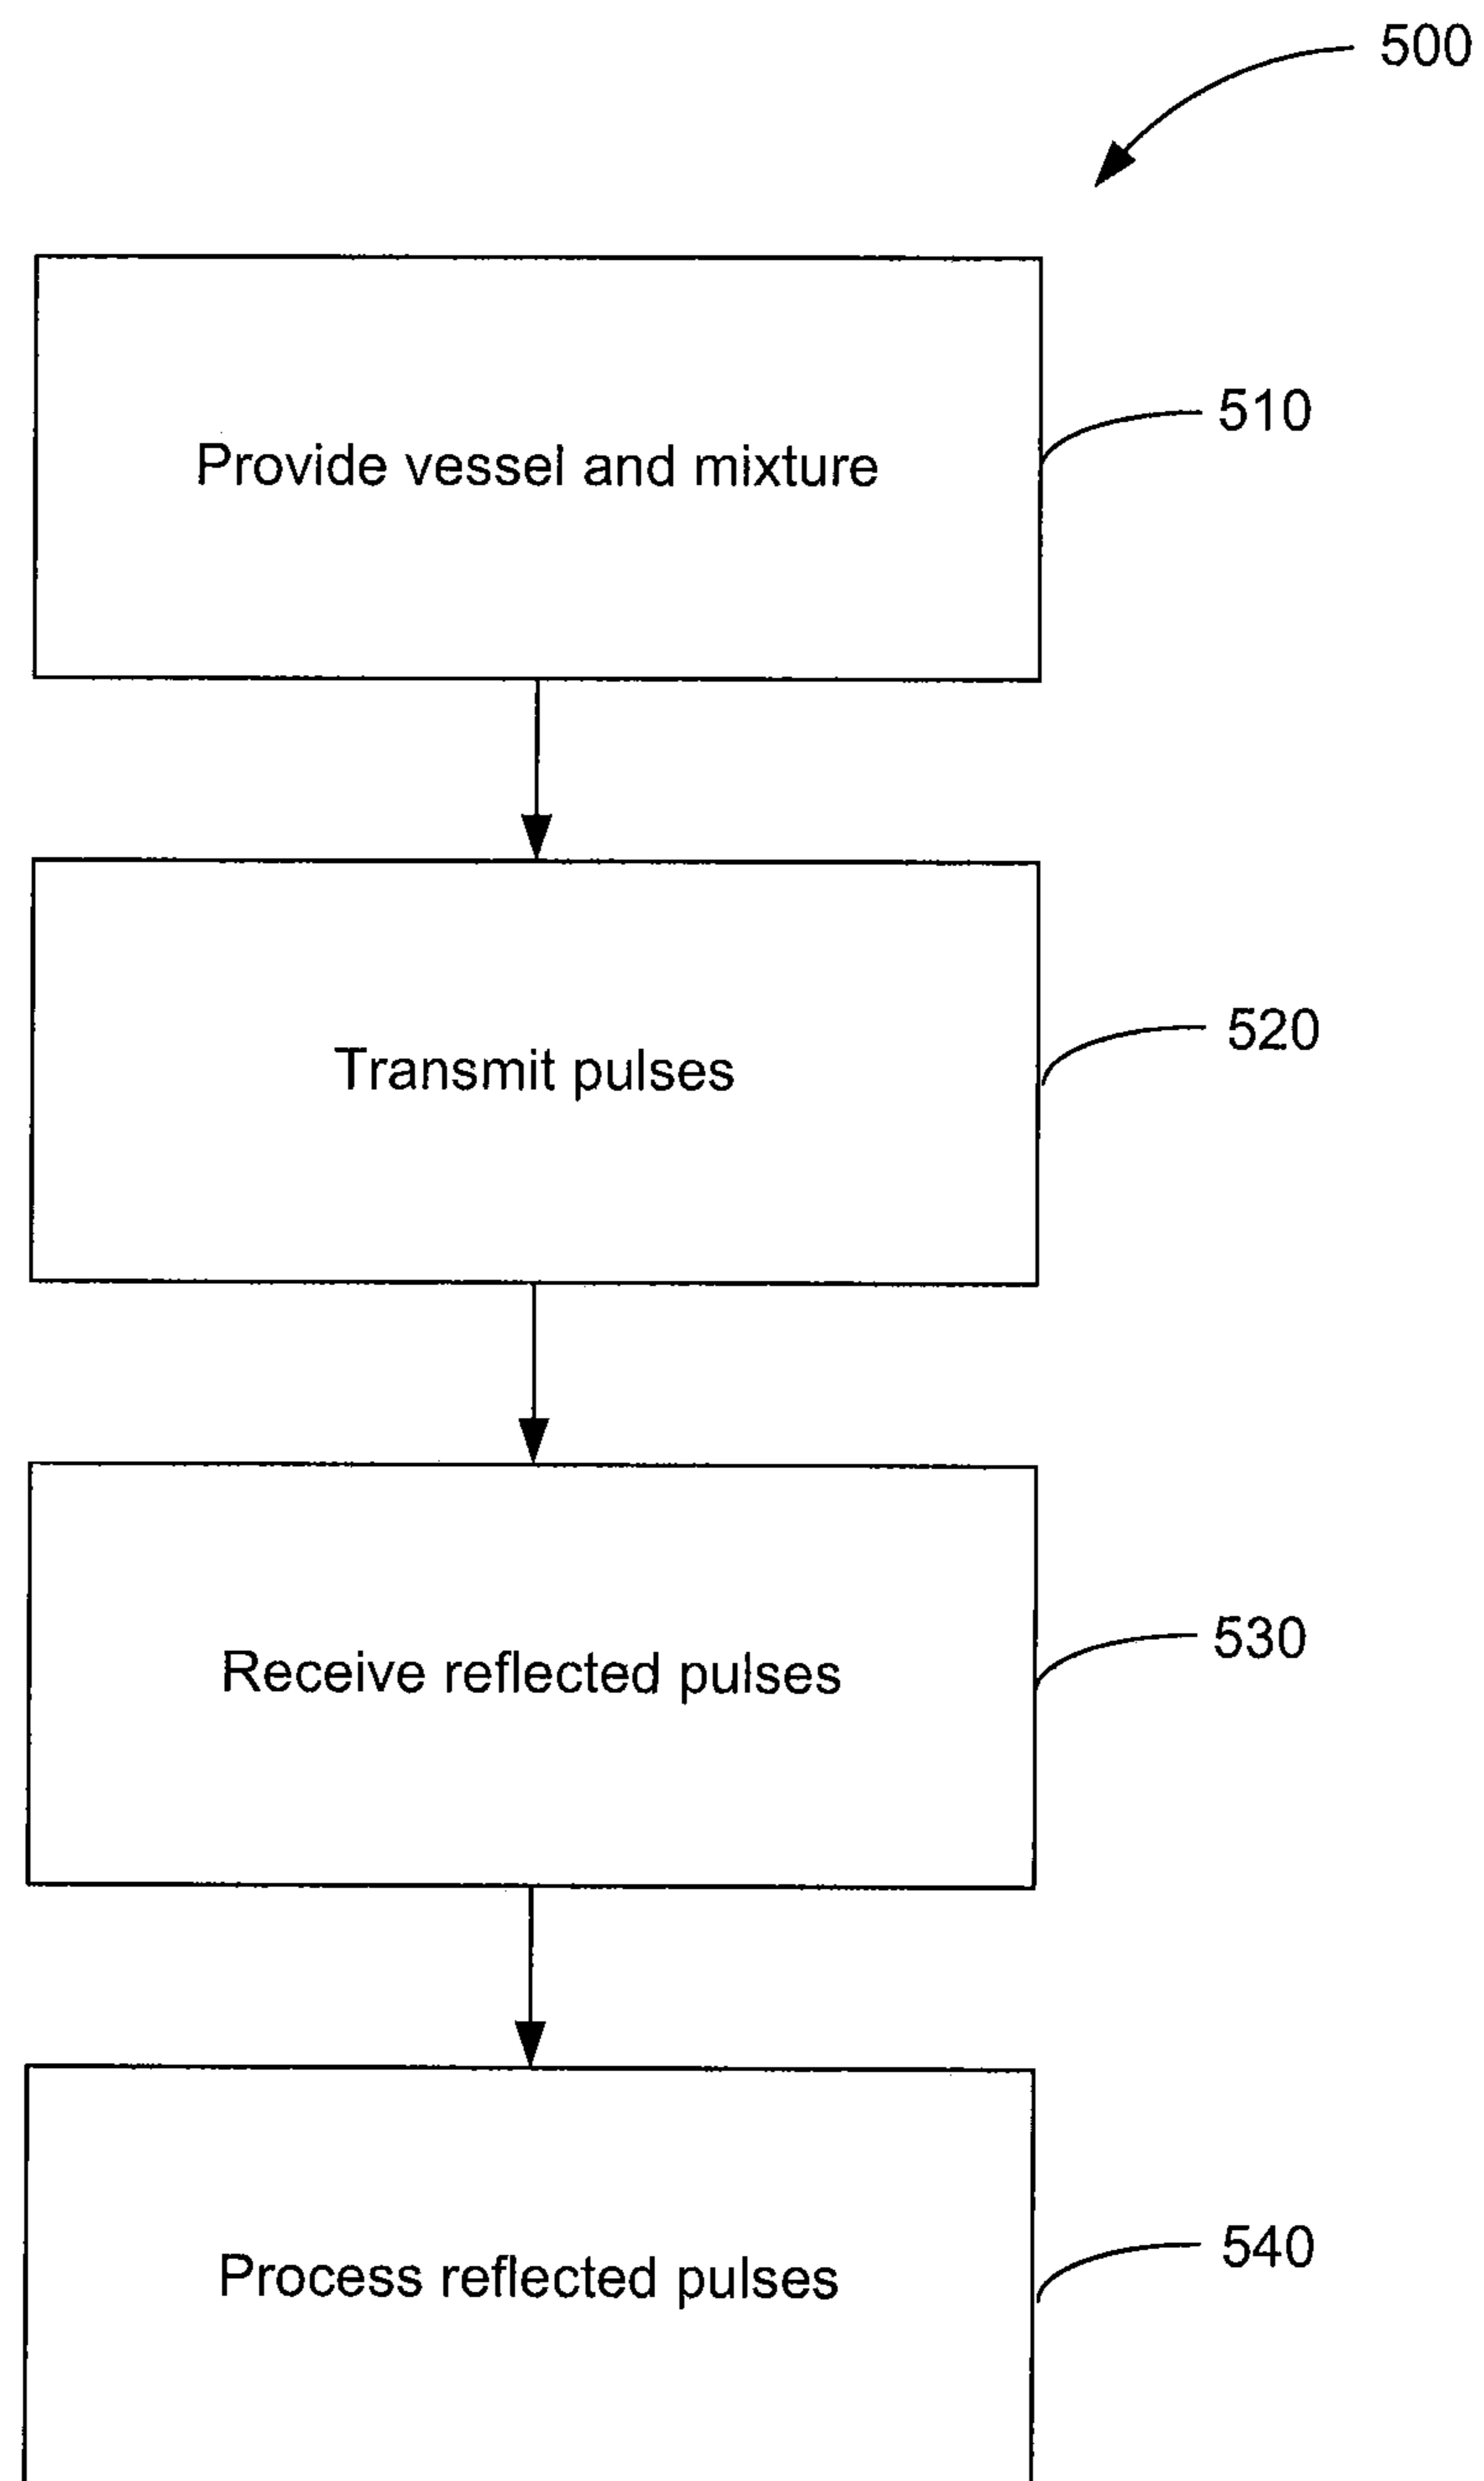 500
Provide vessel and mixture
510
Transmit pulses
520
Receive reflected pulses
530
Process reflected pulses
540